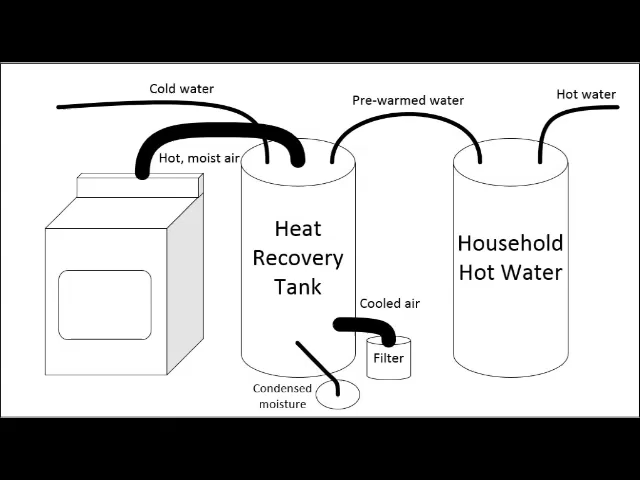 Cold water
Pre-warmed water
Hot water
Hot, moist air
Heat
Recovery
Tank
Household
Hot Water
Cooled air
Filter
Condensed
moisture